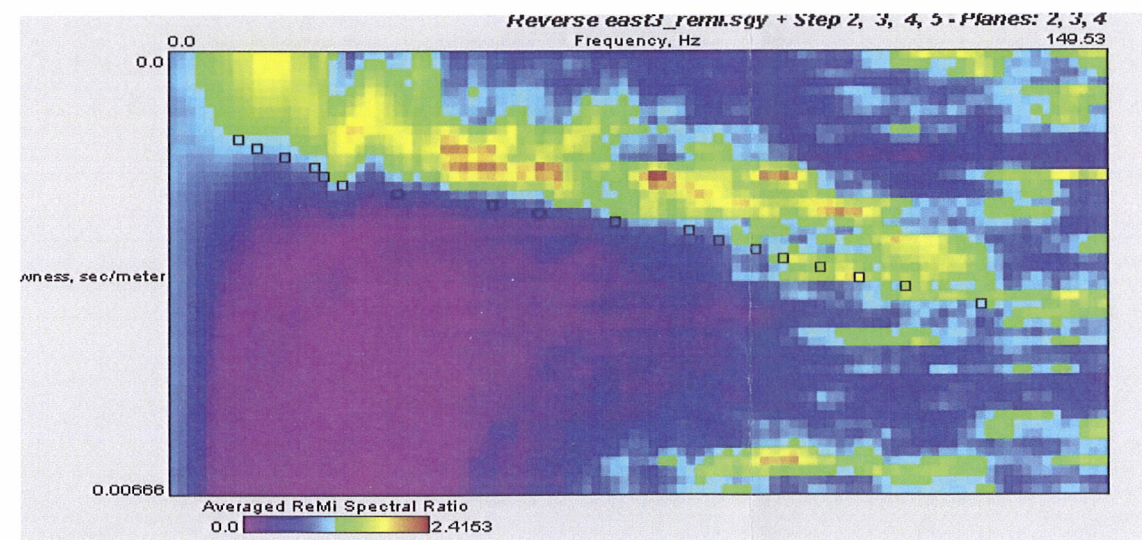 Reverse east3_remi.sgy + Step 2, 3, 4, 5 - Planes: 2, 3, 4
0.0 Frequency, Hz 149.53
0.0
wness, sec/meter
0.00666
Averaged ReMi Spectral Ratio
0.0 2.4153